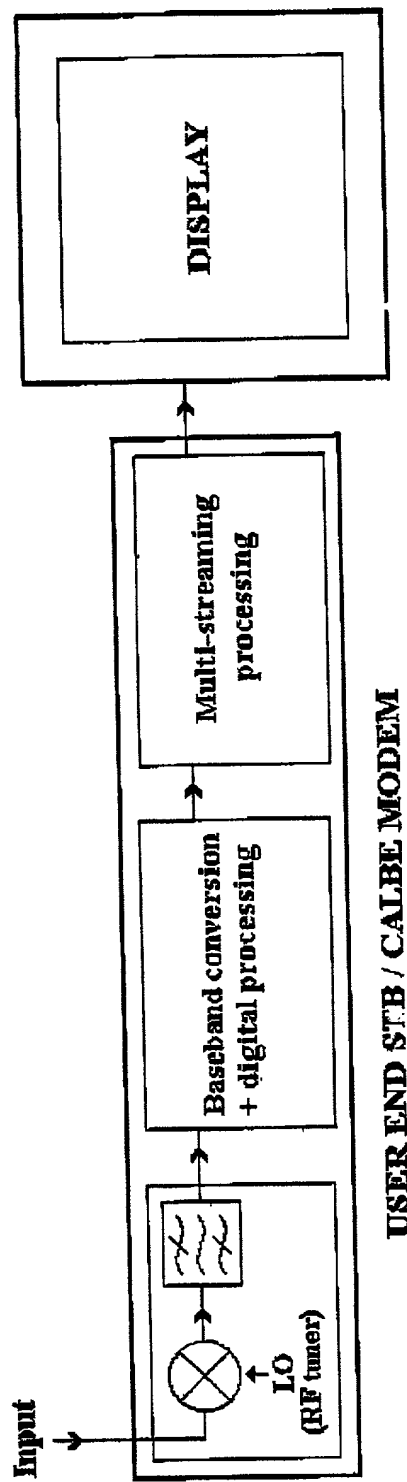 Input
LO
(RF tuner)
Baseband conversion
+ digital processing
Multi-streaming
processing
DISPLAY
USER END STB / CALBE MODEM